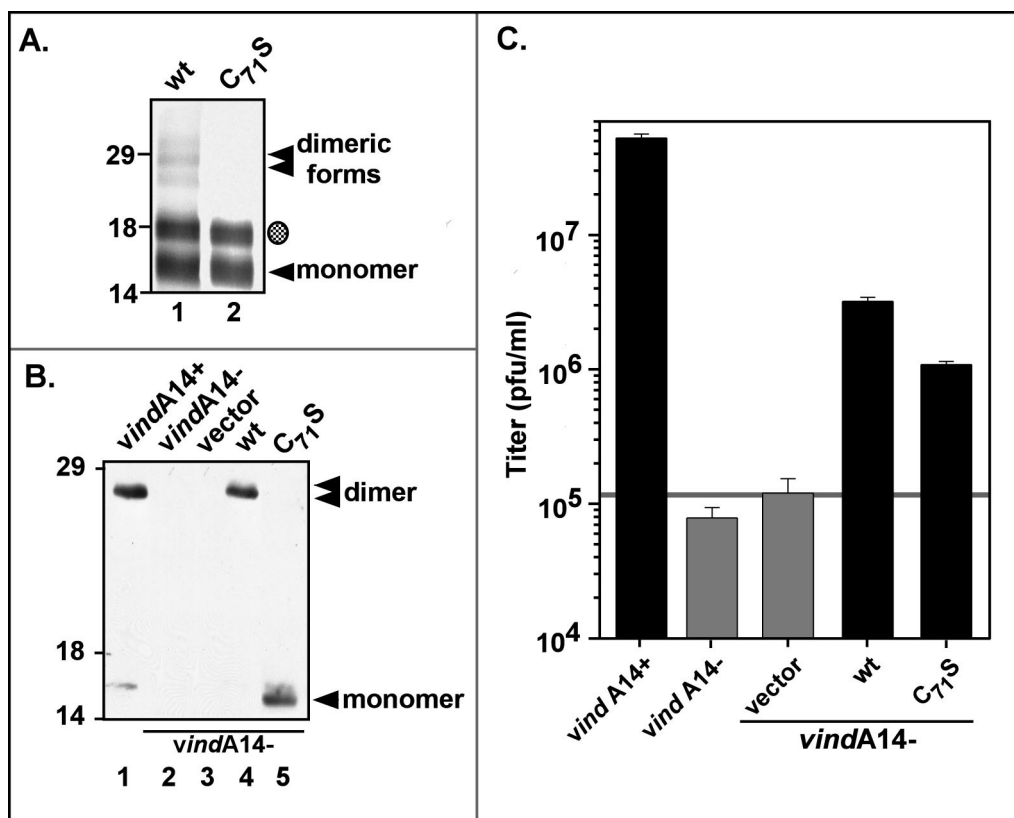 A.
wt C71S
29
dimeric
forms
18
monomer
14
1 2
B.
vindA14+ vindA14- vector wt C71S
29
dimer
18
monomer
14
vindA14-
1 2 3 4 5
C.
Titer (pfu/ml)
10^7
10^6
10^5
10^4
vind A14+ vind A14- vector wt C71S
vindA14-